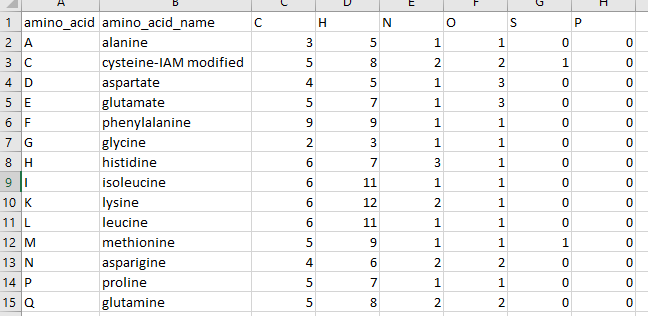 A B C D E F G H
1 amino_acid amino_acid_name C H N O S P
2 A alanine 3 5 1 1 0 0
3 C cysteine-IAM modified 5 8 2 2 1 0
4 D aspartate 4 5 1 3 0 0
5 E glutamate 5 7 1 3 0 0
6 F phenylalanine 9 9 1 1 0 0
7 G glycine 2 3 1 1 0 0
8 H histidine 6 7 3 1 0 0
9 I isoleucine 6 11 1 1 0 0
10 K lysine 6 12 2 1 0 0
11 L leucine 6 11 1 1 0 0
12 M methionine 5 9 1 1 1 0
13 N asparigine 4 6 2 2 0 0
14 P proline 5 7 1 1 0 0
15 Q glutamine 5 8 2 2 0 0